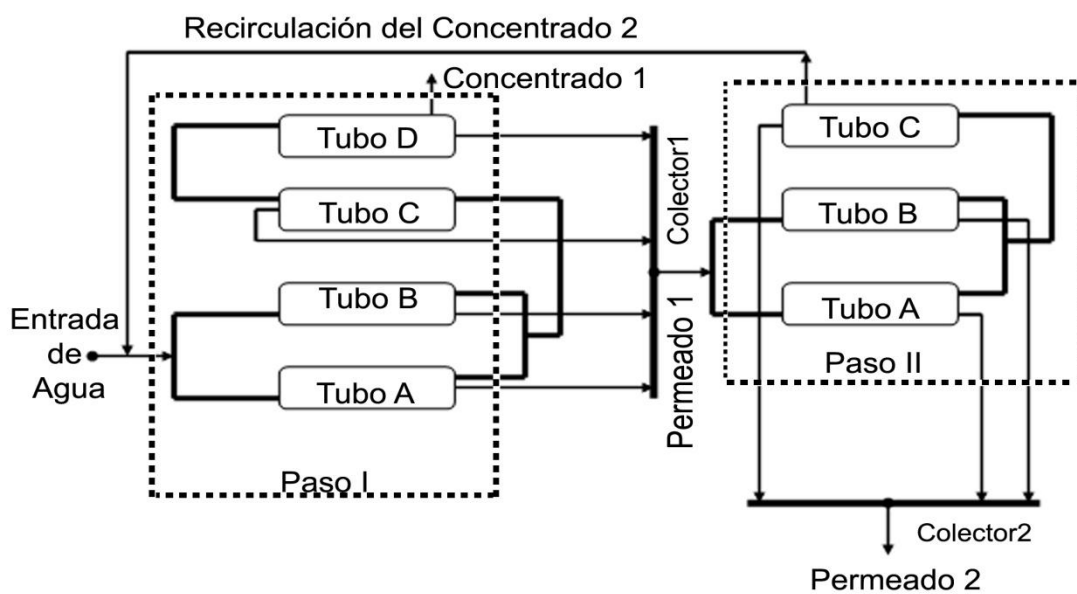 Recirculación del Concentrado 2
Concentrado 1
Tubo D
Tubo C
Tubo B
Tubo A
Paso I
Entrada
de
Agua
Colector1
Permeado 1
Tubo C
Tubo B
Tubo A
Paso II
Colector2
Permeado 2